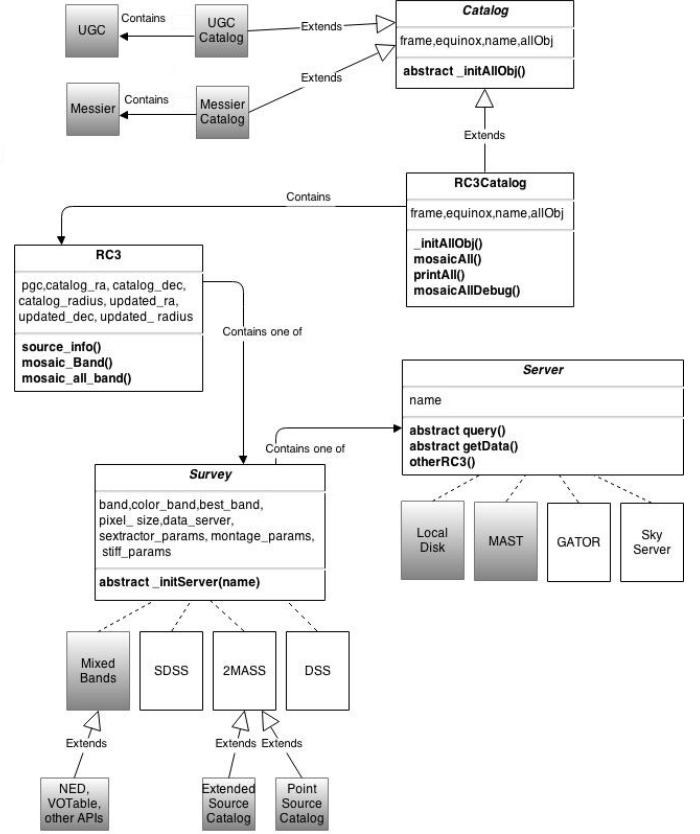 Catalog
frame,equinox,name,allObj
abstract _initAllObj()
UGC
Contains
UGC
Catalog
Extends
Messier
Contains
Messier
Catalog
Extends
Extends
RC3Catalog
frame,equinox,name,allObj
_initAllObj()
mosaicAll()
printAll()
mosaicAllDebug()
Contains
RC3
pgc,catalog_ra, catalog_dec,
catalog_radius, updated_ra,
updated_dec, updated_ radius
source_info()
mosaic_Band()
mosaic_all_band()
Contains one of
Server
name
abstract query()
abstract getData()
otherRC3()
Contains one of
Survey
band,color_band,best_band,
pixel_ size,data_server,
sextractor_params, montage_params,
stiff_params
abstract _initServer(name)
Local
Disk
MAST
GATOR
Sky
Server
Mixed
Bands
SDSS
2MASS
DSS
Extends
Extends
Extends
NED,
VOTable,
other APIs
Extended
Source
Catalog
Point
Source
Catalog